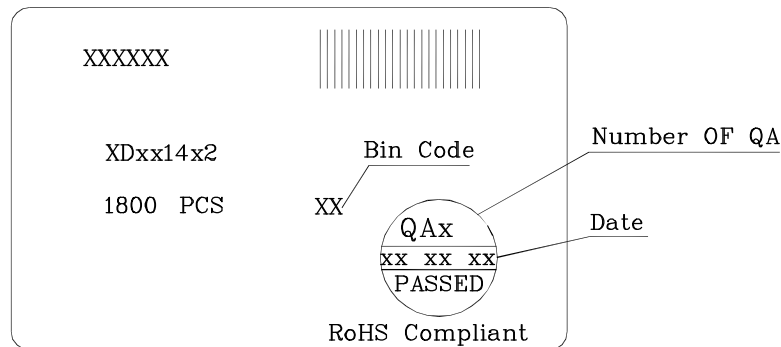 XXXXXX
Number OF QA
XDxx14x2
Bin Code
1800 PCS
XX
QAx
Date
xx xx xx
PASSED
RoHS Compliant